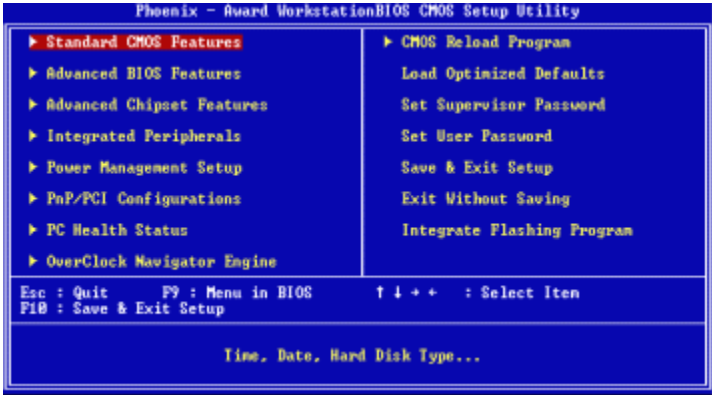 Phoenix - Award WorkstationBIOS CMOS Setup Utility
Standard CMOS Features
Advanced BIOS Features
Advanced Chipset Features
Integrated Peripherals
Power Management Setup
PnP/PCI Configurations
PC Health Status
OverClock Navigator Engine
CMOS Reload Program
Load Optimized Defaults
Set Supervisor Password
Set User Password
Save & Exit Setup
Exit Without Saving
Integrate Flashing Program
Esc : Quit F9 : Menu in BIOS ↑ ↓ → ← : Select Item
F10 : Save & Exit Setup
Time, Date, Hard Disk Type...